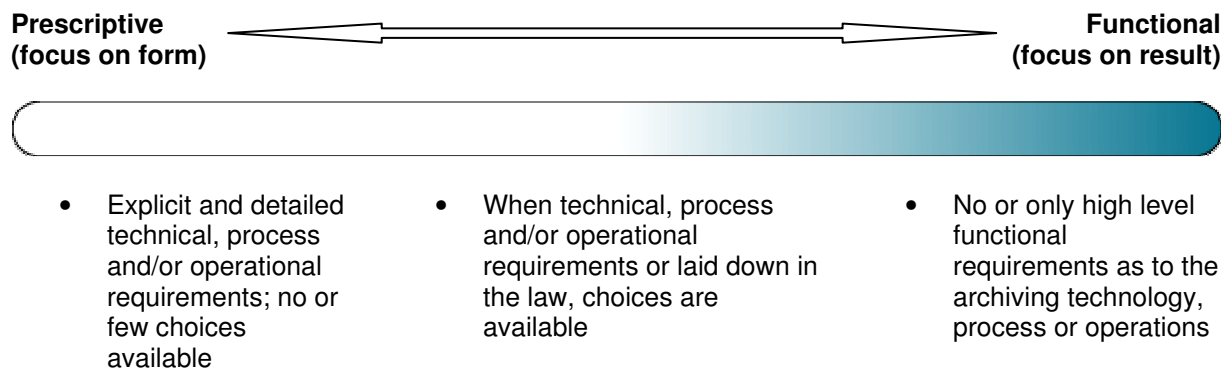 Prescriptive
(focus on form)
Functional
(focus on result)
• Explicit and detailed
technical, process
and/or operational
requirements; no or
few choices
available
• When technical, process
and/or operational
requirements or laid down in
the law, choices are
available
• No or only high level
functional
requirements as to the
archiving technology,
process or operations